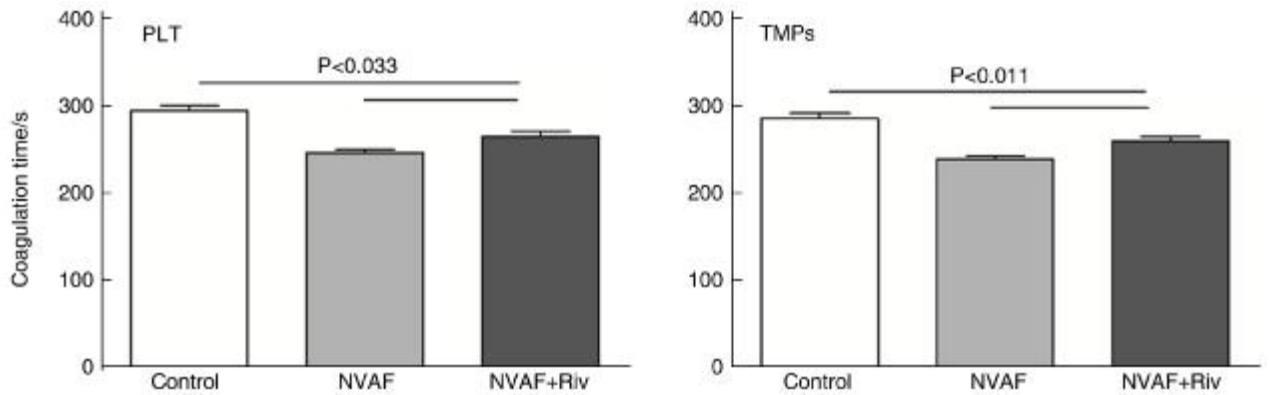 PLT
P<0.033
Coagulation time/s
400
300
200
100
0
Control NVAF NVAF+Riv
TMPs
P<0.011
400
300
200
100
0
Control NVAF NVAF+Riv